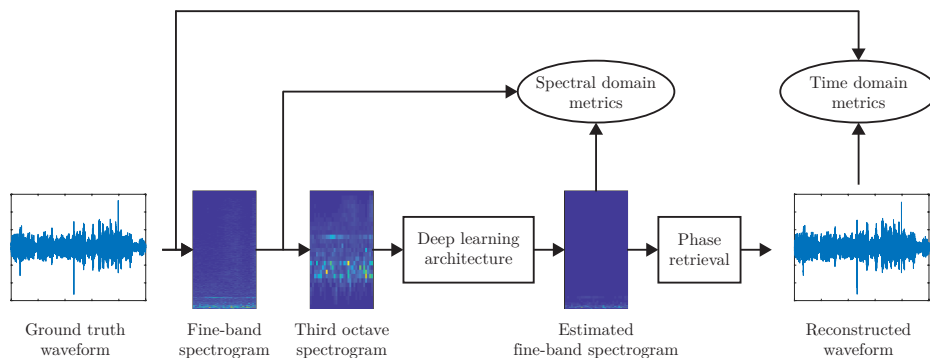 Spectral domain
metrics
Time domain
metrics
Deep learning
architecture
Phase
retrieval
Ground truth
waveform
Fine-band
spectrogram
Third octave
spectrogram
Estimated
fine-band spectrogram
Reconstructed
waveform